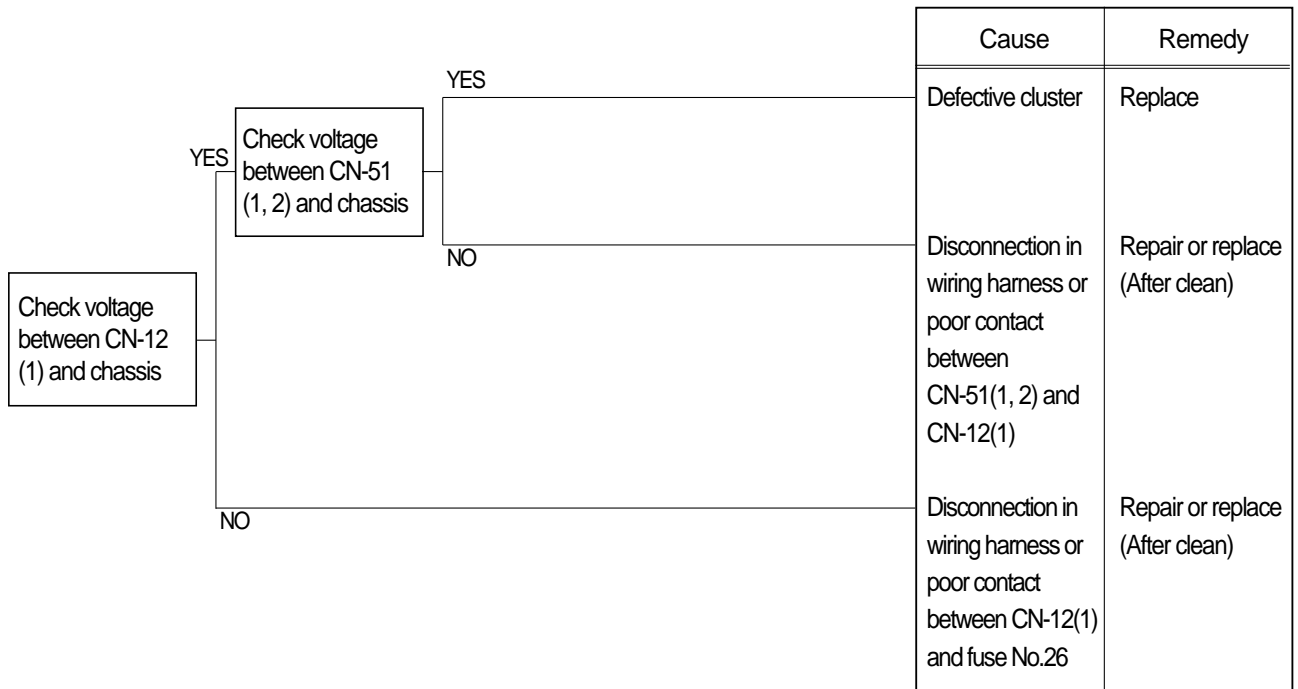 Cause
Remedy
YES
Defective cluster
Replace
YES
Check voltage
between CN-51
(1, 2) and chassis
NO
Disconnection in
wiring harness or
poor contact
between
CN-51(1, 2) and
CN-12(1)
Repair or replace
(After clean)
Check voltage
between CN-12
(1) and chassis
NO
Disconnection in
wiring harness or
poor contact
between CN-12(1)
and fuse No.26
Repair or replace
(After clean)